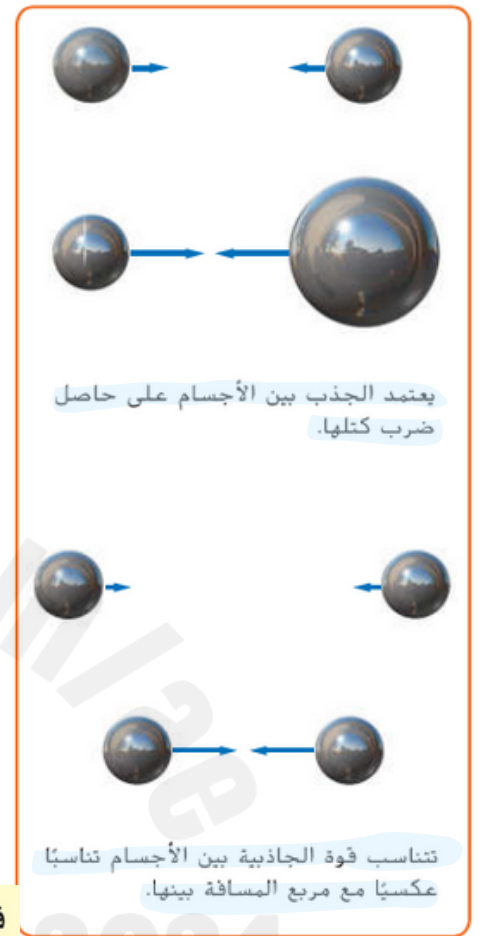 يعتمد الجذب بين الأجسام على حاصل
ضرب كتلها.
تتناسب قوة الجاذبية بين الأجسام تناسبًا
عكسيًا مع مربع المسافة بينها.